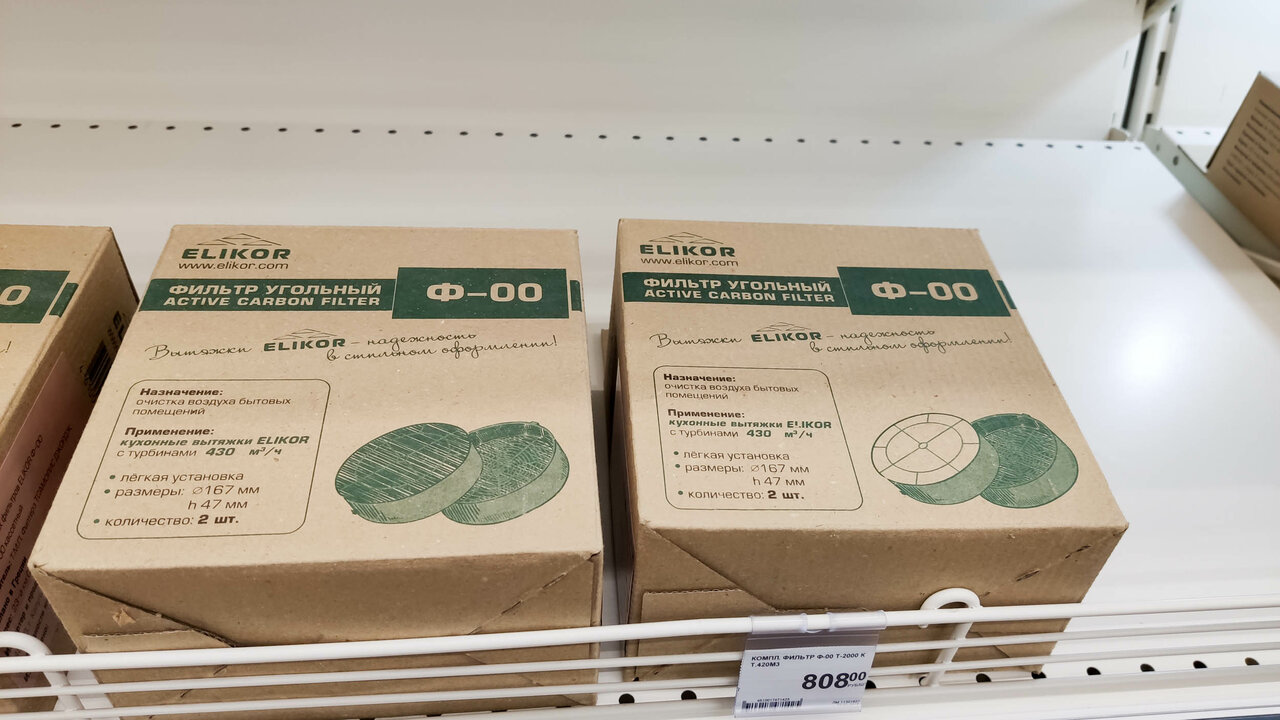 ELIKOR
www.elikor.com
ФИЛЬТР УГОЛЬНЫЙ
ACTIVE CARBON FILTER
Ф-00
Вытяжки ELIKOR - надежность
в стильном оформлении!
Назначение:
очистка воздуха бытовых
помещений
Применение:
кухонные вытяжки ELIKOR
с турбинами 430 м³/ч
• лёгкая установка
• размеры: ⌀167 мм
h 47 мм
• количество: 2 шт.
ELIKOR
www.elikor.com
ФИЛЬТР УГОЛЬНЫЙ
ACTIVE CARBON FILTER
Ф-00
Вытяжки ELIKOR - надежность
в стильном оформлении!
Назначение:
очистка воздуха бытовых
помещений
Применение:
кухонные вытяжки ELIKOR
с турбинами 430 м³/ч
• лёгкая установка
• размеры: ⌀167 мм
h 47 мм
• количество: 2 шт.
КОМПЛ. ФИЛЬТР Ф-00 Т-2000 К
Т.420М3
80800